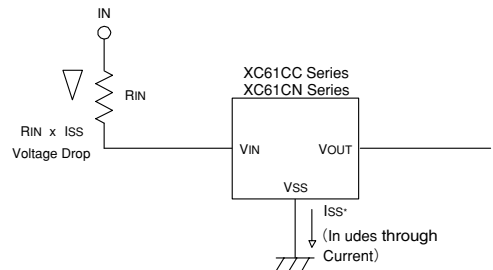 IN
XC61CC Series
XC61CN Series
RIN
RIN x ISS
Voltage Drop
VIN
VOUT
VSS
ISS*
(In udes through
Current)